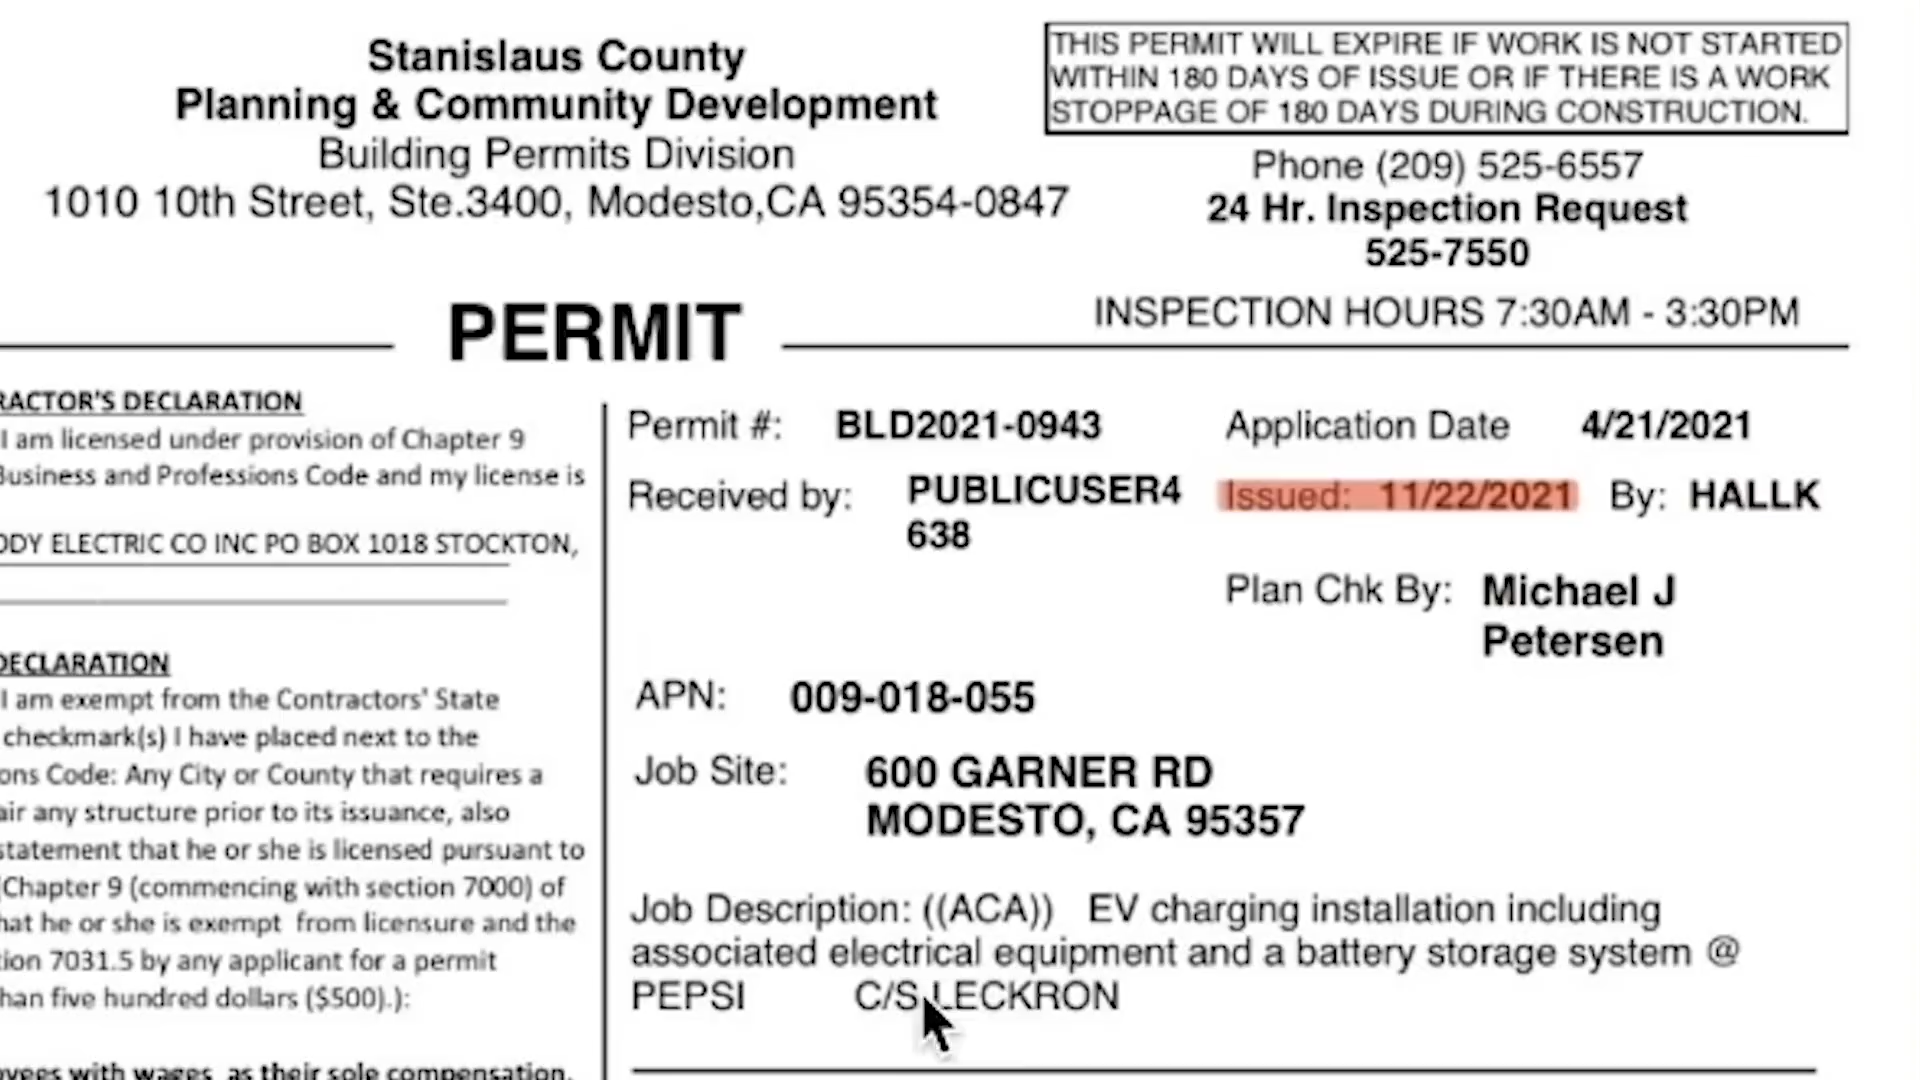 Stanislaus County
Planning & Community Development
Building Permits Division
1010 10th Street, Ste.3400, Modesto,CA 95354-0847
THIS PERMIT WILL EXPIRE IF WORK IS NOT STARTED
WITHIN 180 DAYS OF ISSUE OR IF THERE IS A WORK
STOPPAGE OF 180 DAYS DURING CONSTRUCTION.
Phone (209) 525-6557
24 Hr. Inspection Request
525-7550
INSPECTION HOURS 7:30AM - 3:30PM
PERMIT
RACTOR'S DECLARATION
I am licensed under provision of Chapter 9
Business and Professions Code and my license is
ODY ELECTRIC CO INC PO BOX 1018 STOCKTON,
DECLARATION
I am exempt from the Contractors' State
checkmark(s) I have placed next to the
ons Code: Any City or County that requires a
air any structure prior to its issuance, also
statement that he or she is licensed pursuant to
(Chapter 9 (commencing with section 7000) of
hat he or she is exempt from licensure and the
tion 7031.5 by any applicant for a permit
han five hundred dollars ($500).):
oyees with wages as their sole compensation,
Permit #: BLD2021-0943 Application Date 4/21/2021
Received by: PUBLICUSER4 Issued: 11/22/2021 By: HALLK
638
Plan Chk By: Michael J
Petersen
APN: 009-018-055
Job Site: 600 GARNER RD
MODESTO, CA 95357
Job Description: ((ACA)) EV charging installation including
associated electrical equipment and a battery storage system @
PEPSI C/S LECKRON